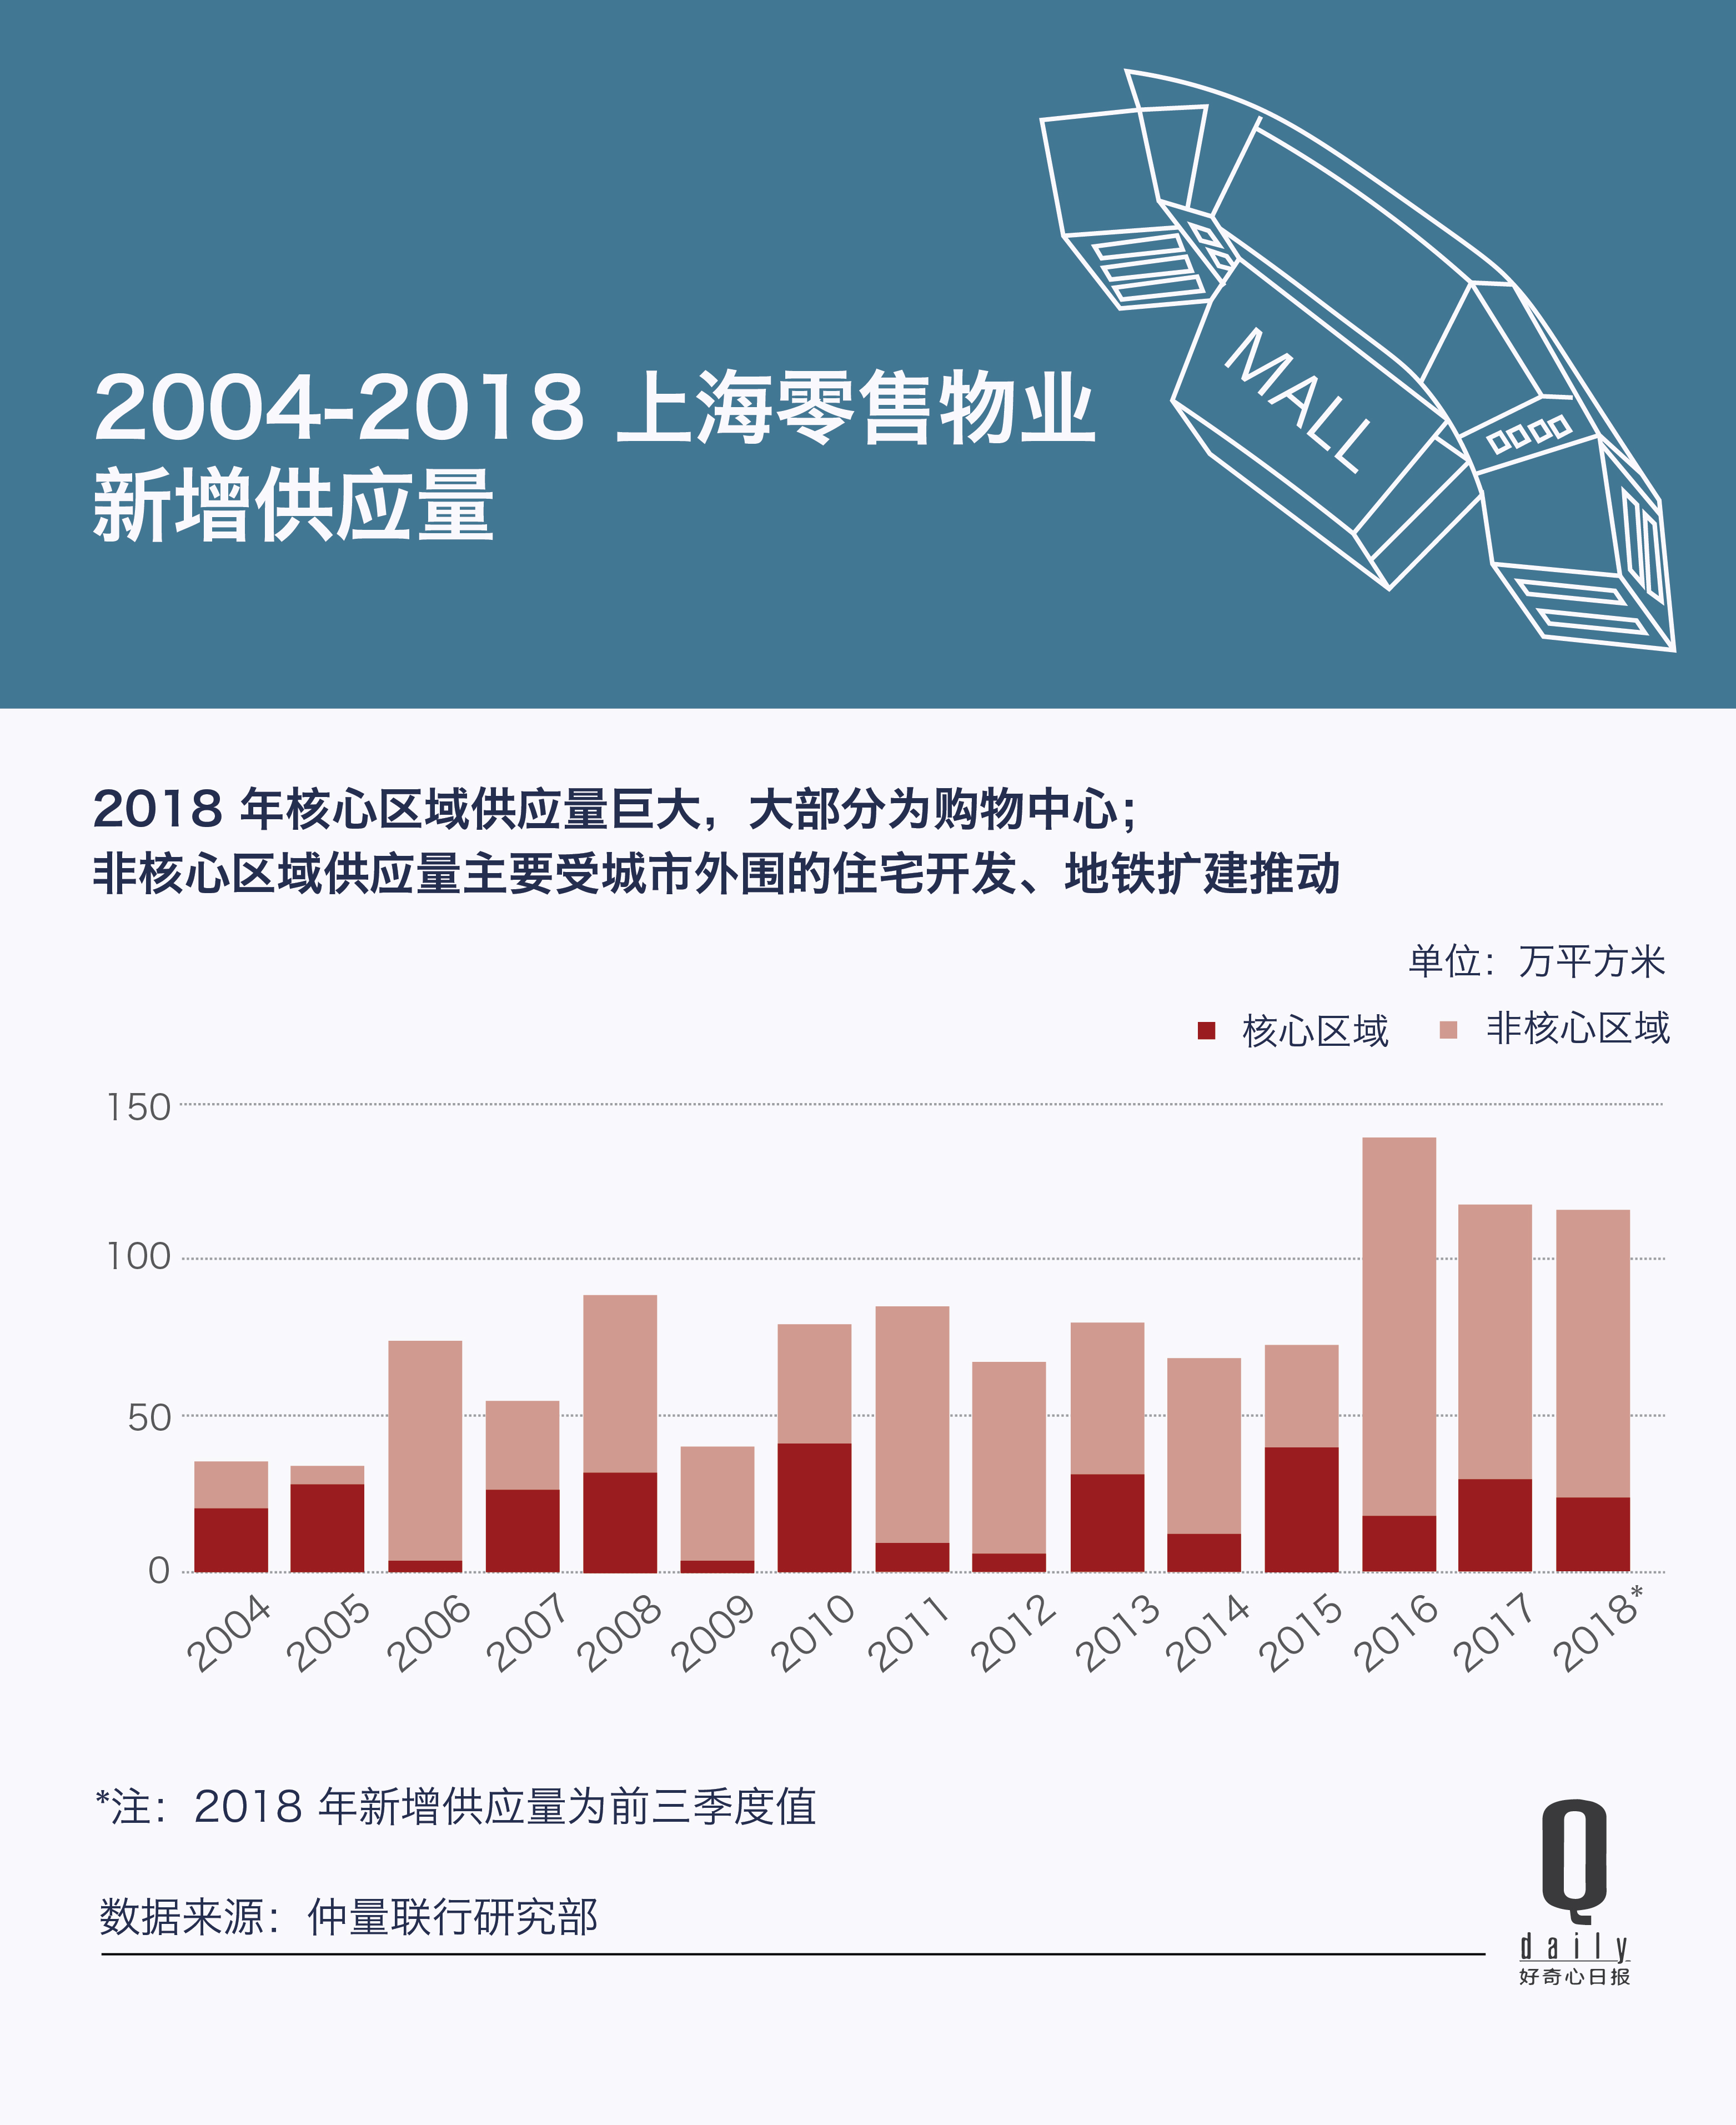 MALL
2004-2018 上海零售物业
新增供应量
2018 年核心区域供应量巨大，大部分为购物中心；
非核心区域供应量主要受城市外围的住宅开发、地铁扩建推动
单位：万平方米
核心区域 非核心区域
150
100
50
0
2004 2005 2006 2007 2008 2009 2010 2011 2012 2013 2014 2015 2016 2017 2018*
*注：2018 年新增供应量为前三季度值
数据来源：仲量联行研究部
Q
daily
好奇心日报